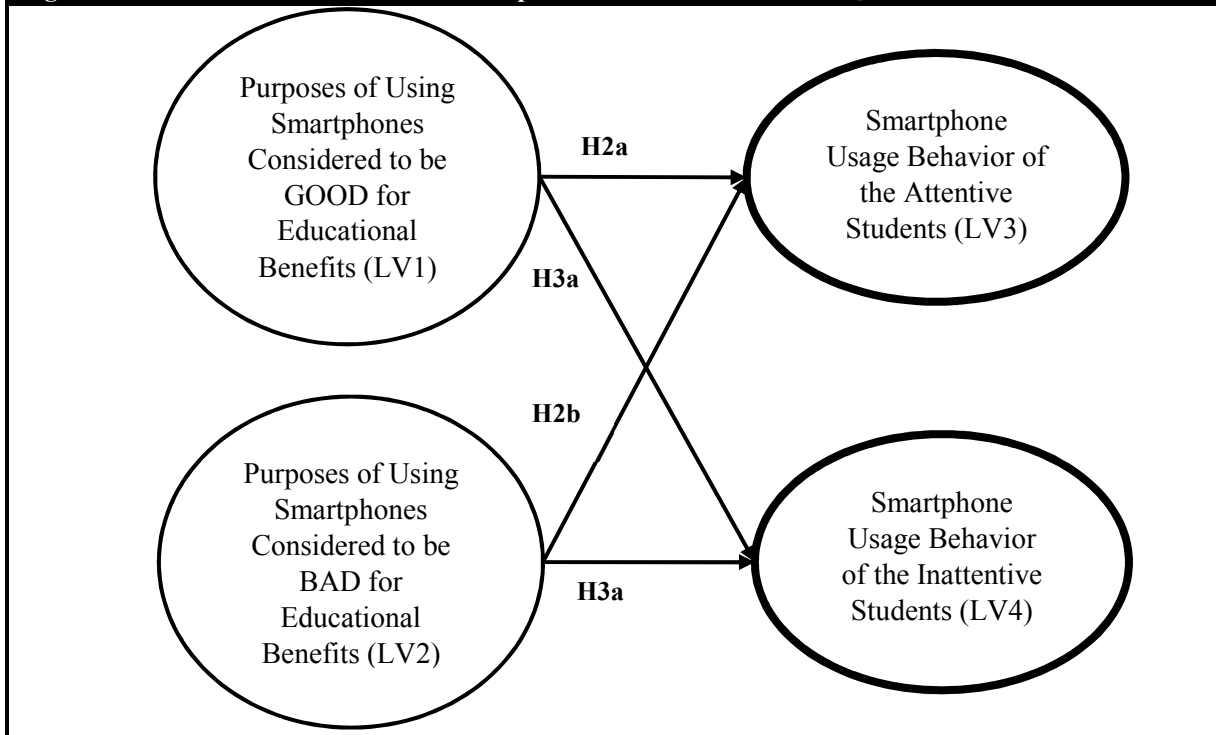 Purposes of Using
Smartphones
Considered to be
GOOD for
Educational
Benefits (LV1)
H2a
Smartphone
Usage Behavior of
the Attentive
Students (LV3)
H3a
H2b
Purposes of Using
Smartphones
Considered to be
BAD for
Educational
Benefits (LV2)
H3a
Smartphone
Usage Behavior
of the Inattentive
Students (LV4)